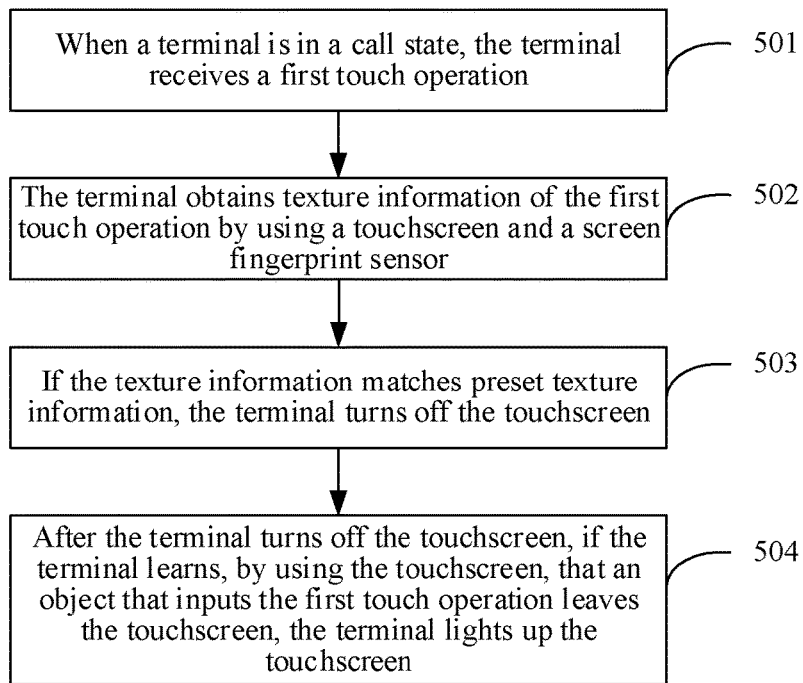 When a terminal is in a call state, the terminal
receives a first touch operation
501
The terminal obtains texture information of the first
touch operation by using a touchscreen and a screen
fingerprint sensor
502
If the texture information matches preset texture
information, the terminal turns off the touchscreen
503
After the terminal turns off the touchscreen, if the
terminal learns, by using the touchscreen, that an
object that inputs the first touch operation leaves
the touchscreen, the terminal lights up the
touchscreen
504